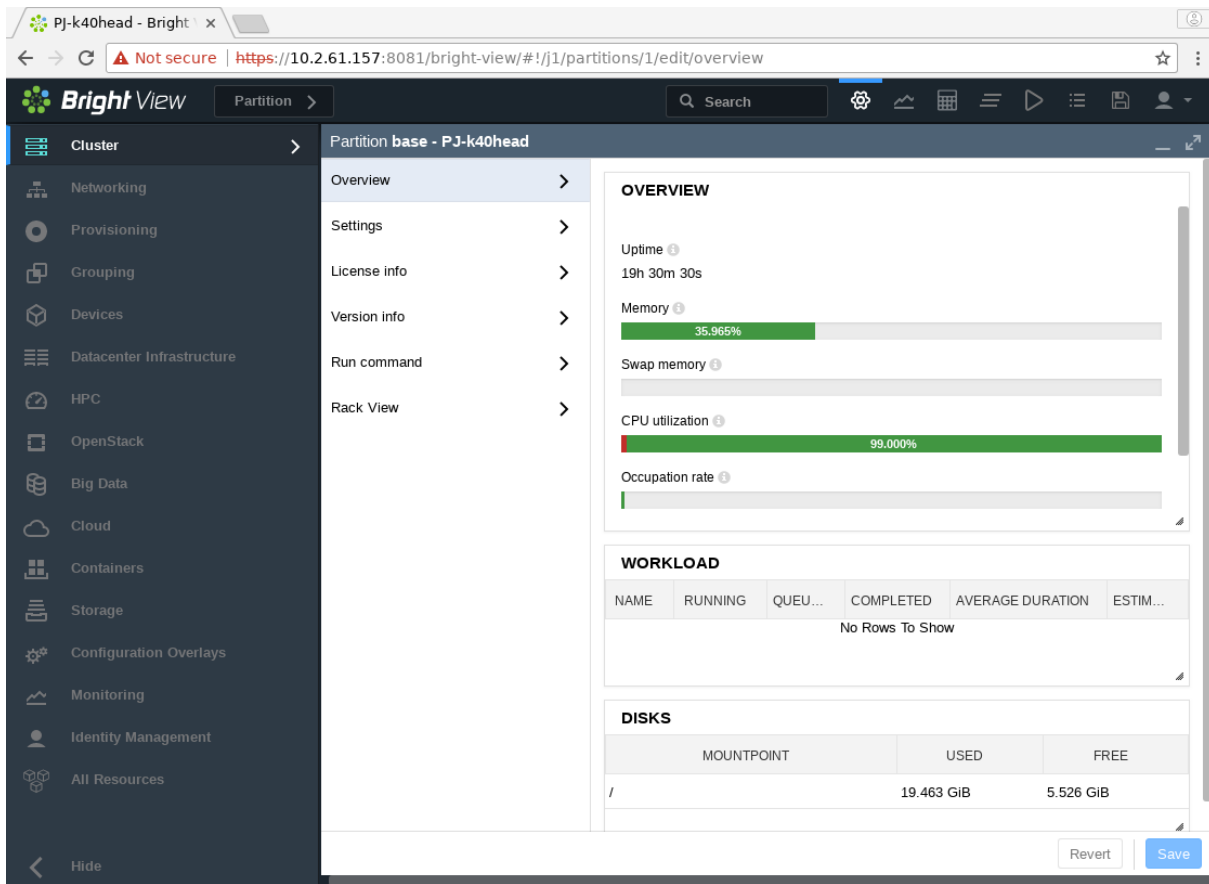 PJ-k40head - Bright
Not secure | https://10.2.61.157:8081/bright-view/#!/j1/partitions/1/edit/overview
Bright View
Partition
Search
Cluster
Networking
Provisioning
Grouping
Devices
Datacenter Infrastructure
HPC
OpenStack
Big Data
Cloud
Containers
Storage
Configuration Overlays
Monitoring
Identity Management
All Resources
Hide
Partition base - PJ-k40head
Overview
Settings
License info
Version info
Run command
Rack View
OVERVIEW
Uptime
19h 30m 30s
Memory
35.965%
Swap memory
CPU utilization
99.000%
Occupation rate
WORKLOAD
NAME RUNNING QUEU... COMPLETED AVERAGE DURATION ESTIM...
No Rows To Show
DISKS
MOUNTPOINT USED FREE
/ 19.463 GiB 5.526 GiB
Revert Save